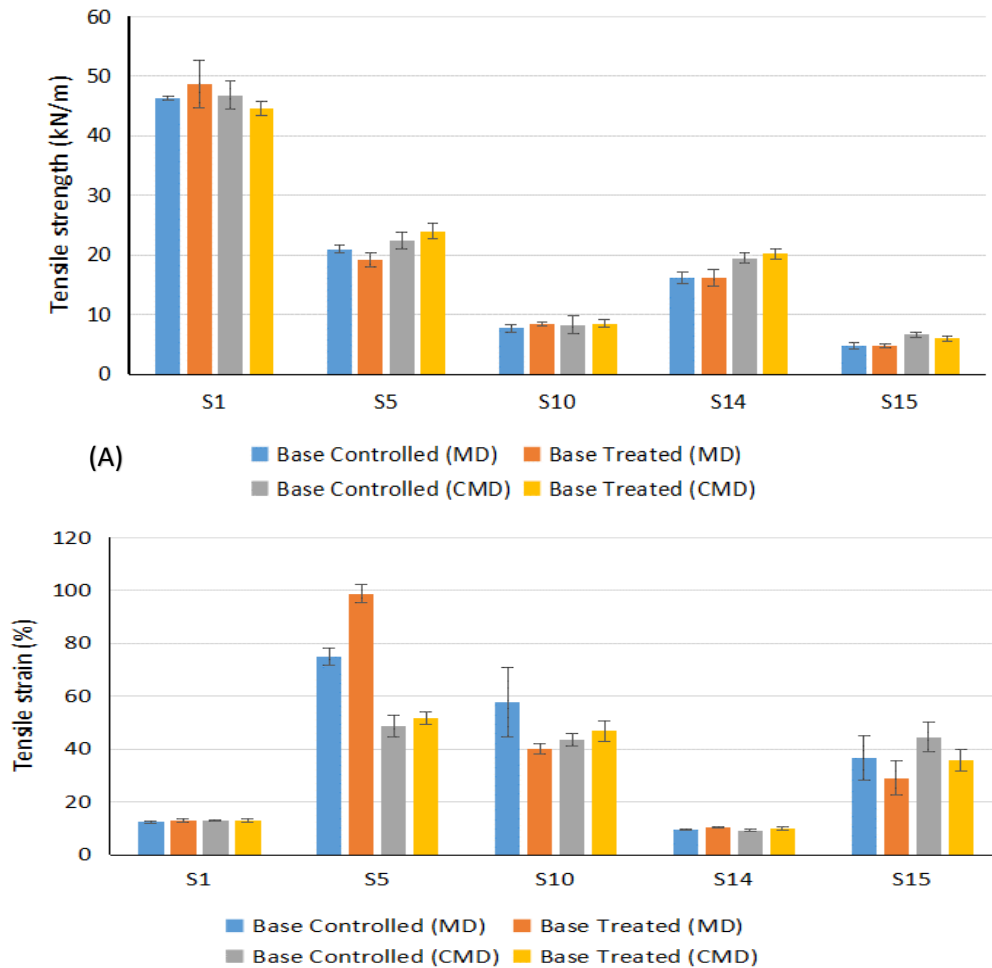 60
50
40
30
20
10
0
Tensile strength (kN/m)
S1 S5 S10 S14 S15
(A)
Base Controlled (MD) Base Treated (MD)
Base Controlled (CMD) Base Treated (CMD)
120
100
80
60
40
20
0
Tensile strain (%)
S1 S5 S10 S14 S15
Base Controlled (MD) Base Treated (MD)
Base Controlled (CMD) Base Treated (CMD)